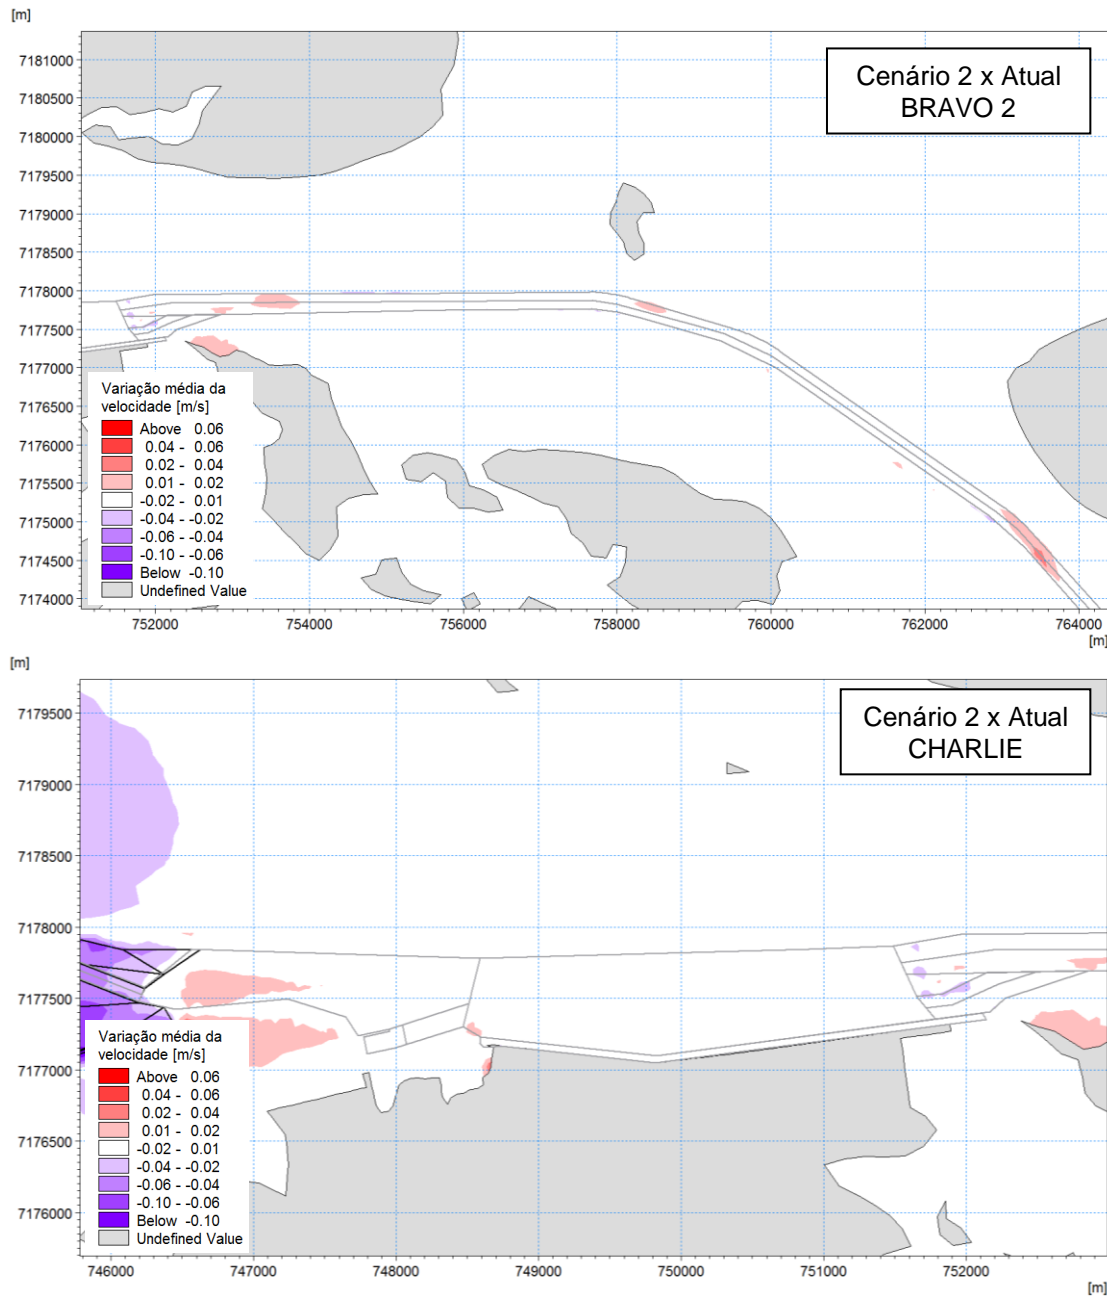 [m]
7181000
7180500
7180000
7179500
7179000
7178500
7178000
7177500
7177000
7176500
7176000
7175500
7175000
7174500
7174000
Cenário 2 x Atual
BRAVO 2
Variação média da
velocidade [m/s]
Above 0.06
0.04 - 0.06
0.02 - 0.04
0.01 - 0.02
-0.02 - 0.01
-0.04 - -0.02
-0.06 - -0.04
-0.10 - -0.06
Below -0.10
Undefined Value
752000 754000 756000 758000 760000 762000 764000
[m]
[m]
7179500
7179000
7178500
7178000
7177500
7177000
7176500
7176000
Cenário 2 x Atual
CHARLIE
Variação média da
velocidade [m/s]
Above 0.06
0.04 - 0.06
0.02 - 0.04
0.01 - 0.02
-0.02 - 0.01
-0.04 - -0.02
-0.06 - -0.04
-0.10 - -0.06
Below -0.10
Undefined Value
746000 747000 748000 749000 750000 751000 752000
[m]